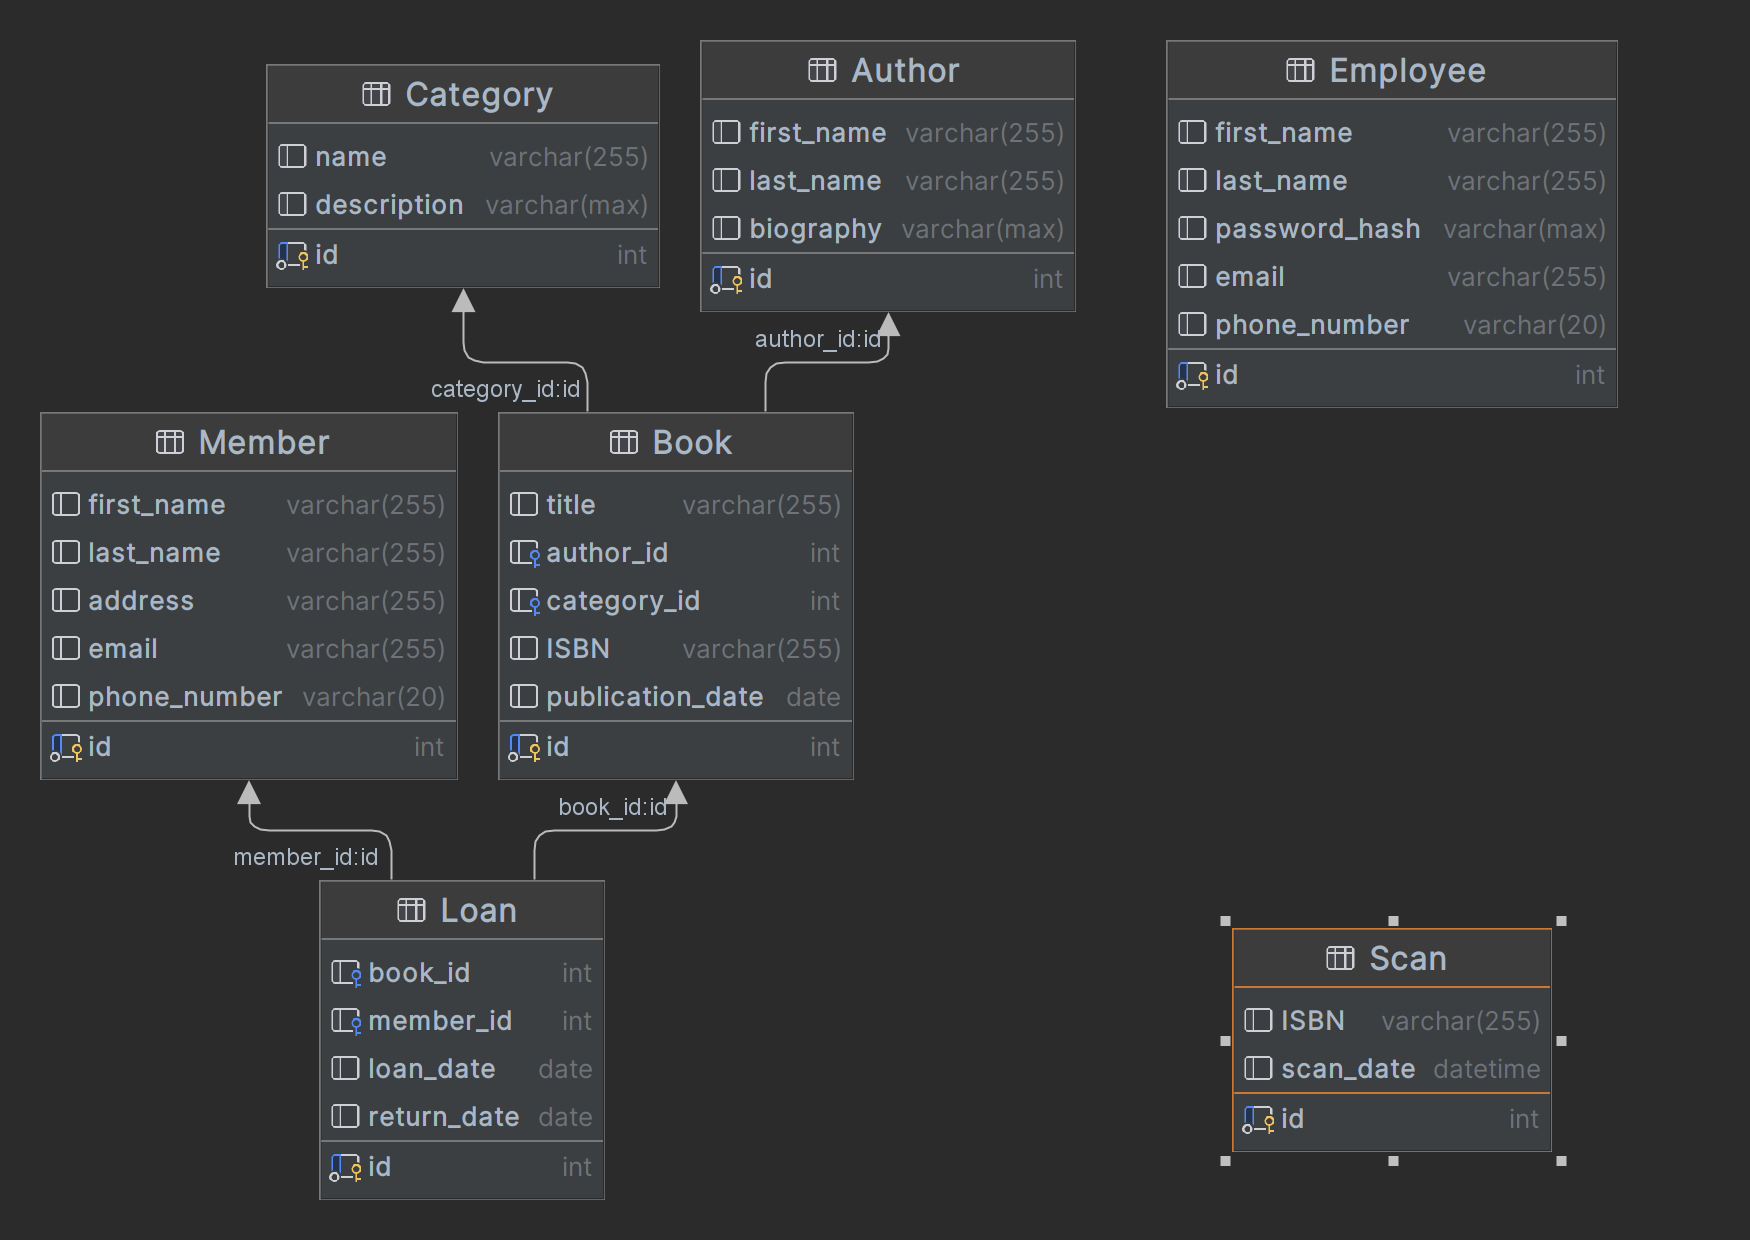 Category
name varchar(255)
description varchar(max)
id int
Author
first_name varchar(255)
last_name varchar(255)
biography varchar(max)
id int
Employee
first_name varchar(255)
last_name varchar(255)
password_hash varchar(max)
email varchar(255)
phone_number varchar(20)
id int
author_id:id
category_id:id
Member
first_name varchar(255)
last_name varchar(255)
address varchar(255)
email varchar(255)
phone_number varchar(20)
id int
Book
title varchar(255)
author_id int
category_id int
ISBN varchar(255)
publication_date date
id int
book_id:id
member_id:id
Loan
book_id int
member_id int
loan_date date
return_date date
id int
Scan
ISBN varchar(255)
scan_date datetime
id int